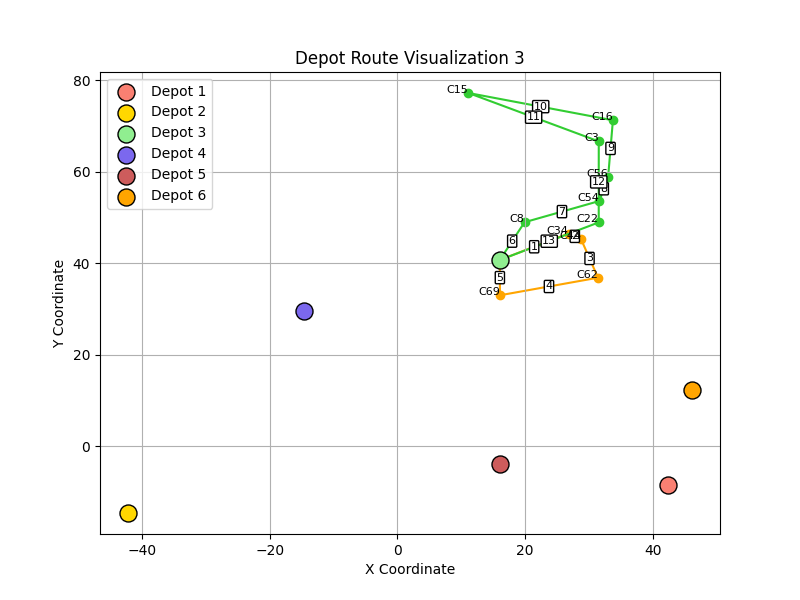 Depot Route Visualization 3
Depot 1
Depot 2
Depot 3
Depot 4
Depot 5
Depot 6
Y Coordinate
80
60
40
20
0
−40
−20
0
20
40
X Coordinate
C15
C16
C3
C56
C54
C22
C8
C34
C62
C69
10
11
9
12
8
7
6
13
1
3
5
4